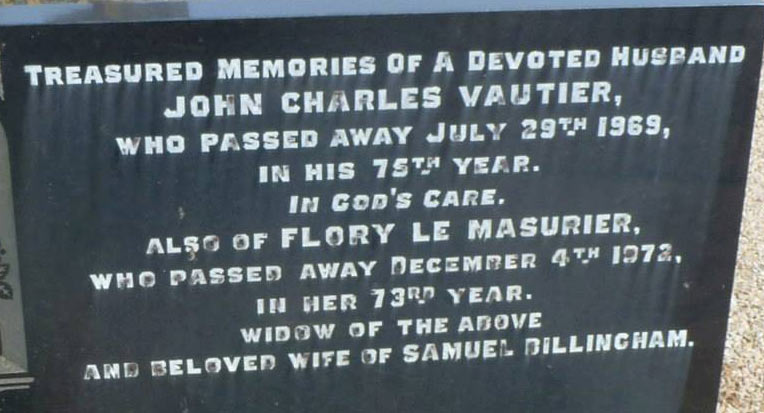 TREASURED MEMORIES OF A DEVOTED HUSBAND
JOHN CHARLES VAUTIER,
WHO PASSED AWAY JULY 29TH 1969,
IN HIS 75TH YEAR.
IN GOD'S CARE.
ALSO OF FLORY LE MASURIER,
WHO PASSED AWAY DECEMBER 4TH 1972,
IN HER 73RD YEAR.
WIDOW OF THE ABOVE
AND BELOVED WIFE OF SAMUEL BILLINGHAM.